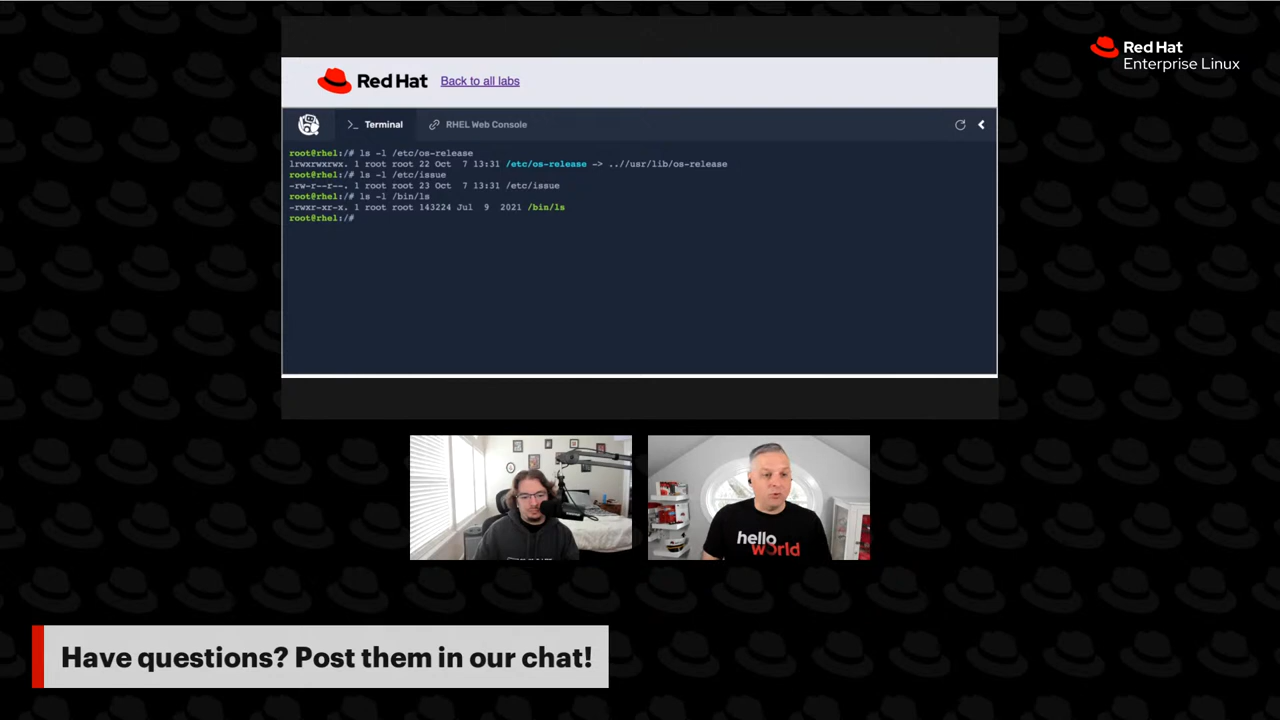 Red Hat
Enterprise Linux
Red Hat Back to all labs
>_ Terminal RHEL Web Console
root@rhel:/# ls -l /etc/os-release
lrwxrwxrwx. 1 root root 22 Oct  7 13:31 /etc/os-release -> ..//usr/lib/os-release
root@rhel:/# ls -l /etc/issue
-rw-r--r--. 1 root root 23 Oct  7 13:31 /etc/issue
root@rhel:/# ls -l /bin/ls
-rwxr-xr-x. 1 root root 143224 Jul  9  2021 /bin/ls
root@rhel:/#
hello
world
Have questions? Post them in our chat!